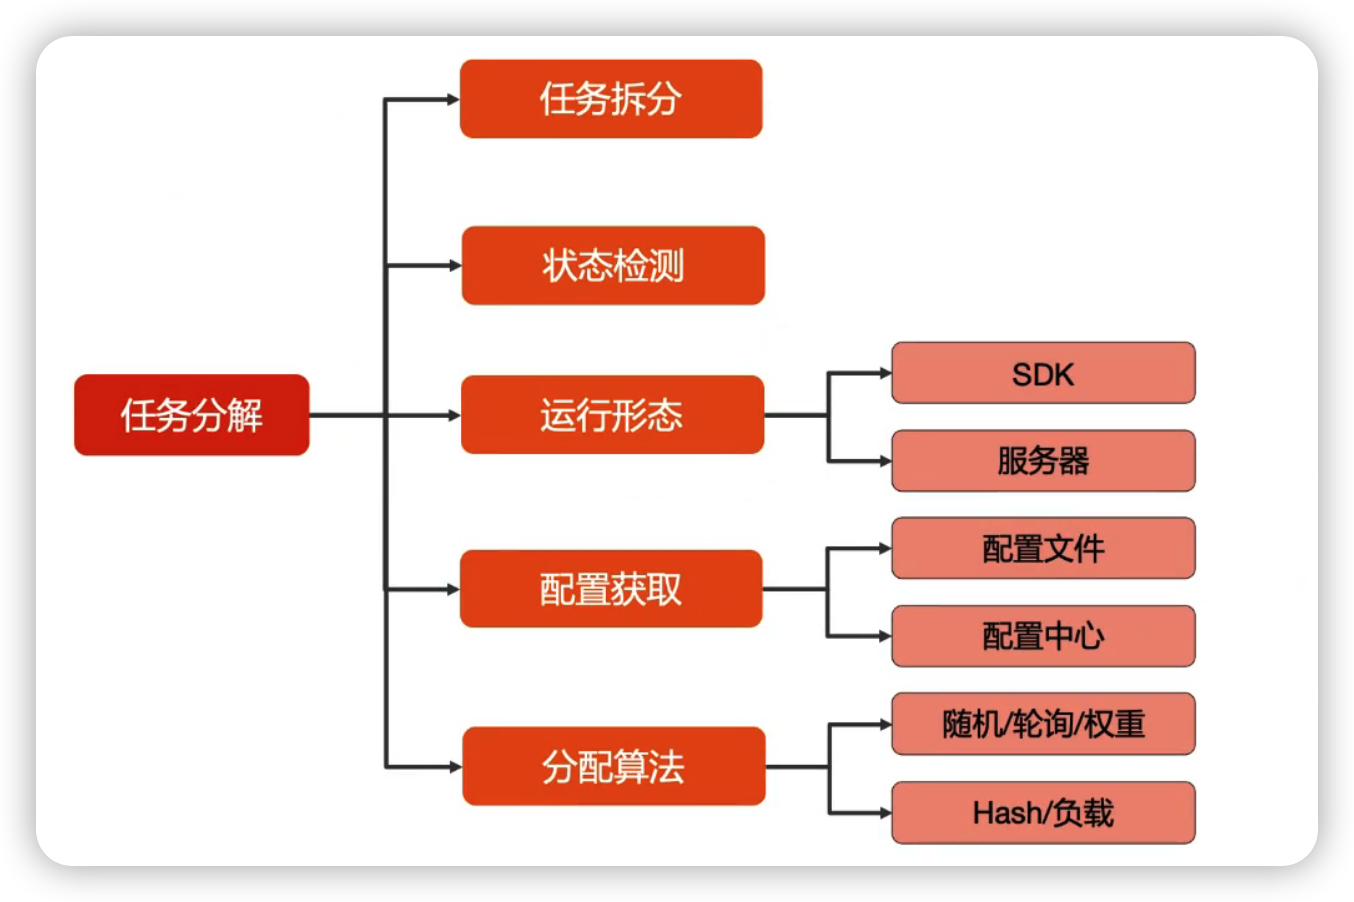 任务拆分
状态检测
任务分解
运行形态
SDK
服务器
配置获取
配置文件
配置中心
分配算法
随机/轮询/权重
Hash/负载